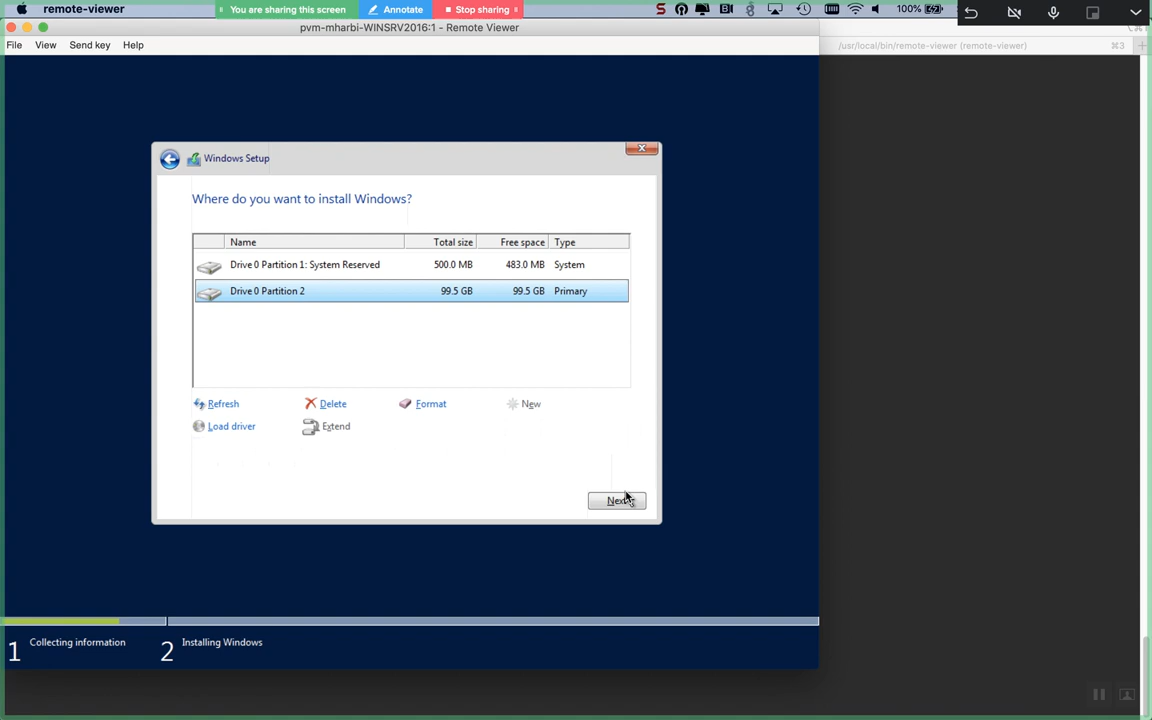 remote-viewer
You are sharing this screen
Annotate
Stop sharing
100%
pvm-mharbi-WINSRV2016:1 - Remote Viewer
File View Send key Help
/usr/local/bin/remote-viewer (remote-viewer)
⌘3
Windows Setup
Where do you want to install Windows?
Name Total size Free space Type
Drive 0 Partition 1: System Reserved 500.0 MB 483.0 MB System
Drive 0 Partition 2 99.5 GB 99.5 GB Primary
Refresh Delete Format New
Load driver Extend
1 Collecting information 2 Installing Windows